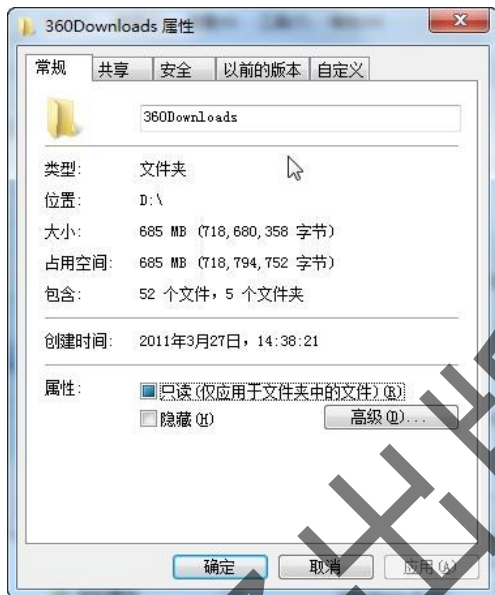 360Downloads 属性
常规 共享 安全 以前的版本 自定义
360Downloads
类型: 文件夹
位置: D:\
大小: 685 MB (718,680,358 字节)
占用空间: 685 MB (718,794,752 字节)
包含: 52 个文件，5 个文件夹
创建时间: 2011年3月27日，14:38:21
属性: 只读(仅应用于文件夹中的文件)(R)
隐藏(H) 高级(D)...
确定 取消 应用(A)